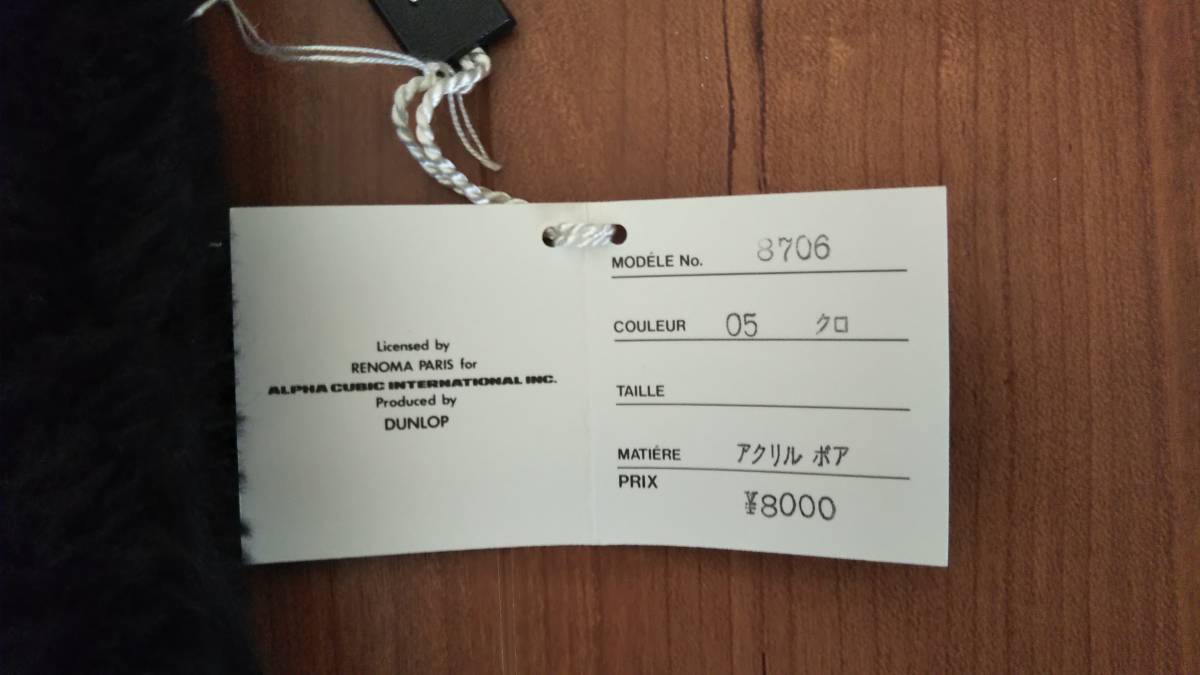 Licensed by
RENOMA PARIS for
ALPHA CUBIC INTERNATIONAL INC.
Produced by
DUNLOP
MODÉLE No. 8706
COULEUR 05 クロ
TAILLE
MATIÉRE アクリル ボア
PRIX
¥8000